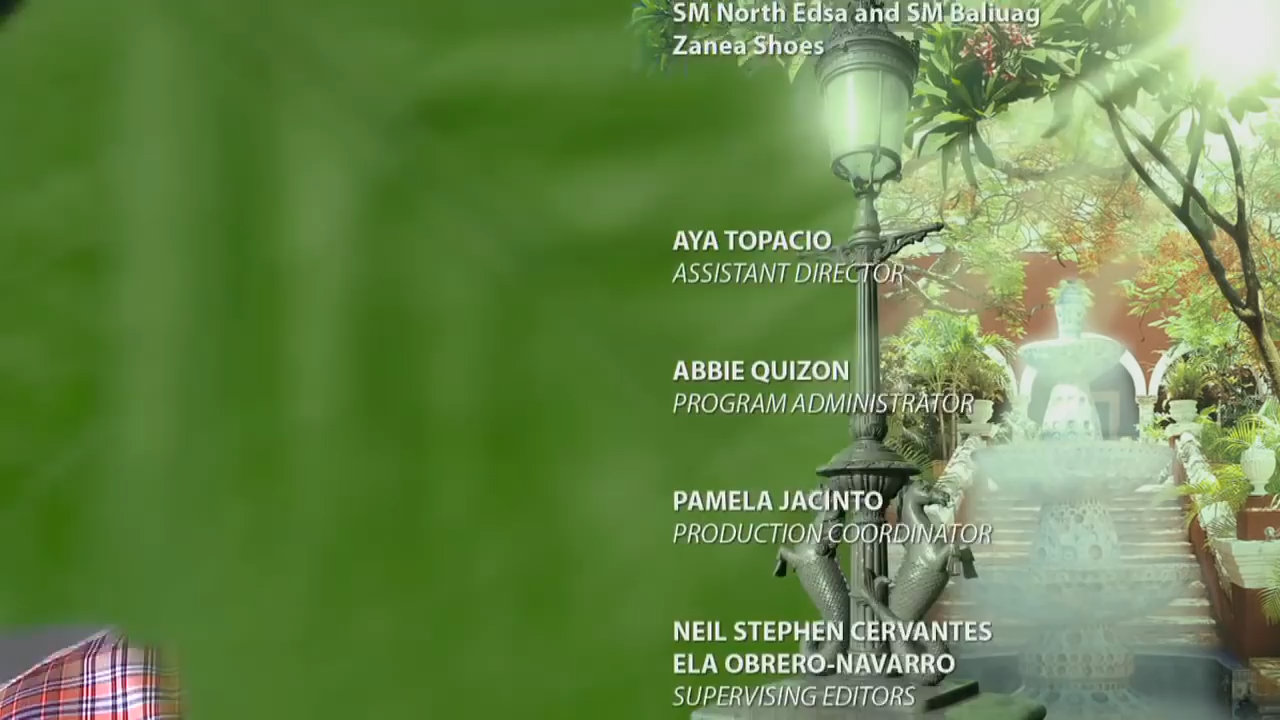 SM North Edsa and SM Baliuag
Zanea Shoes
AYA TOPACIO
ASSISTANT DIRECTOR
ABBIE QUIZON
PROGRAM ADMINISTRATOR
PAMELA JACINTO
PRODUCTION COORDINATOR
NEIL STEPHEN CERVANTES
ELA OBRERO-NAVARRO
SUPERVISING EDITORS